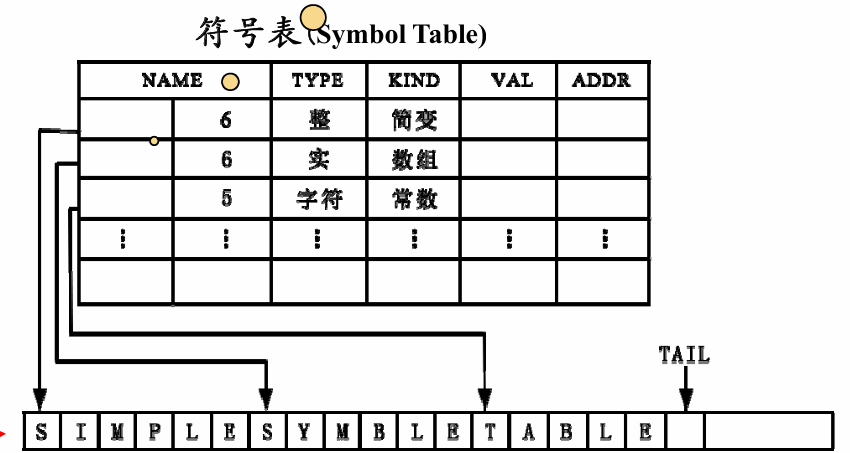 符号表(Symbol Table)
NAME TYPE KIND VAL ADDR
6 整 简变
6 实 数组
5 字符 常数
⋮ ⋮ ⋮ ⋮ ⋮ ⋮
TAIL
S I M P L E S Y M B L E T A B L E